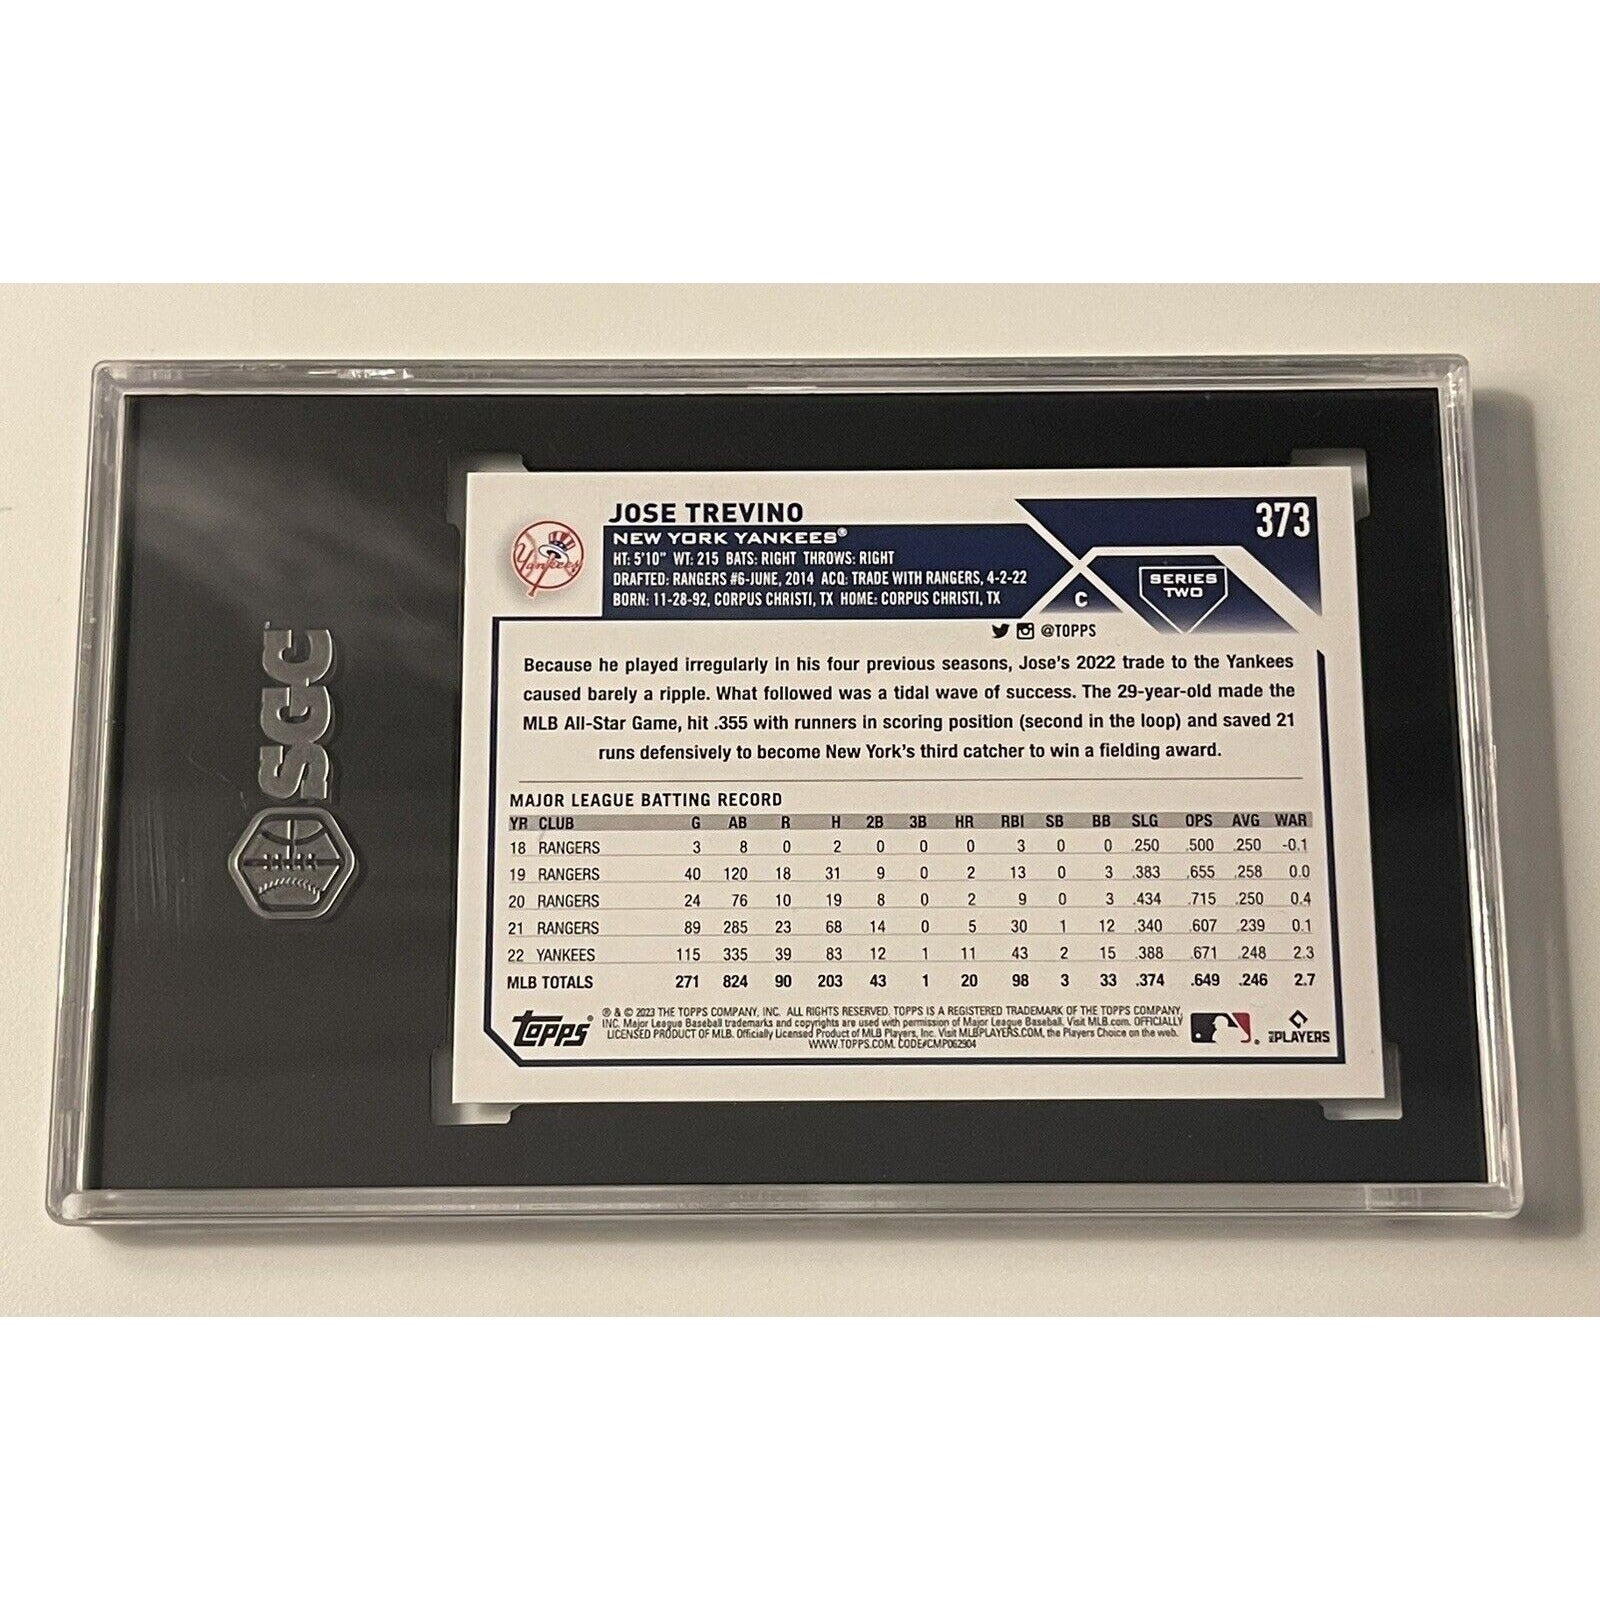 SGC
JOSE TREVINO
373
NEW YORK YANKEES®
Yankees
HT: 5'10" WT: 215 BATS: RIGHT THROWS: RIGHT
DRAFTED: RANGERS #6-JUNE, 2014 ACQ: TRADE WITH RANGERS, 4-2-22
BORN: 11-28-92, CORPUS CHRISTI, TX HOME: CORPUS CHRISTI, TX
C
SERIES
TWO
@TOPPS
Because he played irregularly in his four previous seasons, Jose's 2022 trade to the Yankees
caused barely a ripple. What followed was a tidal wave of success. The 29-year-old made the
MLB All-Star Game, hit .355 with runners in scoring position (second in the loop) and saved 21
runs defensively to become New York's third catcher to win a fielding award.
MAJOR LEAGUE BATTING RECORD
YR CLUB G AB R H 2B 3B HR RBI SB BB SLG OPS AVG WAR
18 RANGERS 3 8 0 2 0 0 0 3 0 0 .250 .500 .250 -0.1
19 RANGERS 40 120 18 31 9 0 2 13 0 3 .383 .655 .258 0.0
20 RANGERS 24 76 10 19 8 0 2 9 0 3 .434 .715 .250 0.4
21 RANGERS 89 285 23 68 14 0 5 30 1 12 .340 .607 .239 0.1
22 YANKEES 115 335 39 83 12 1 11 43 2 15 .388 .671 .248 2.3
MLB TOTALS 271 824 90 203 43 1 20 98 3 33 .374 .649 .246 2.7
Topps®
® & © 2023 THE TOPPS COMPANY, INC. ALL RIGHTS RESERVED. TOPPS IS A REGISTERED TRADEMARK OF THE TOPPS COMPANY,
INC. Major League Baseball trademarks and copyrights are used with permission of Major League Baseball. Visit MLB.com. OFFICIALLY
LICENSED PRODUCT OF MLB. Officially Licensed Product of MLB Players, Inc. Visit MLBPLAYERS.COM, the Players Choice on the web.
WWW.TOPPS.COM. CODE#CMP062904
MLB PLAYERS